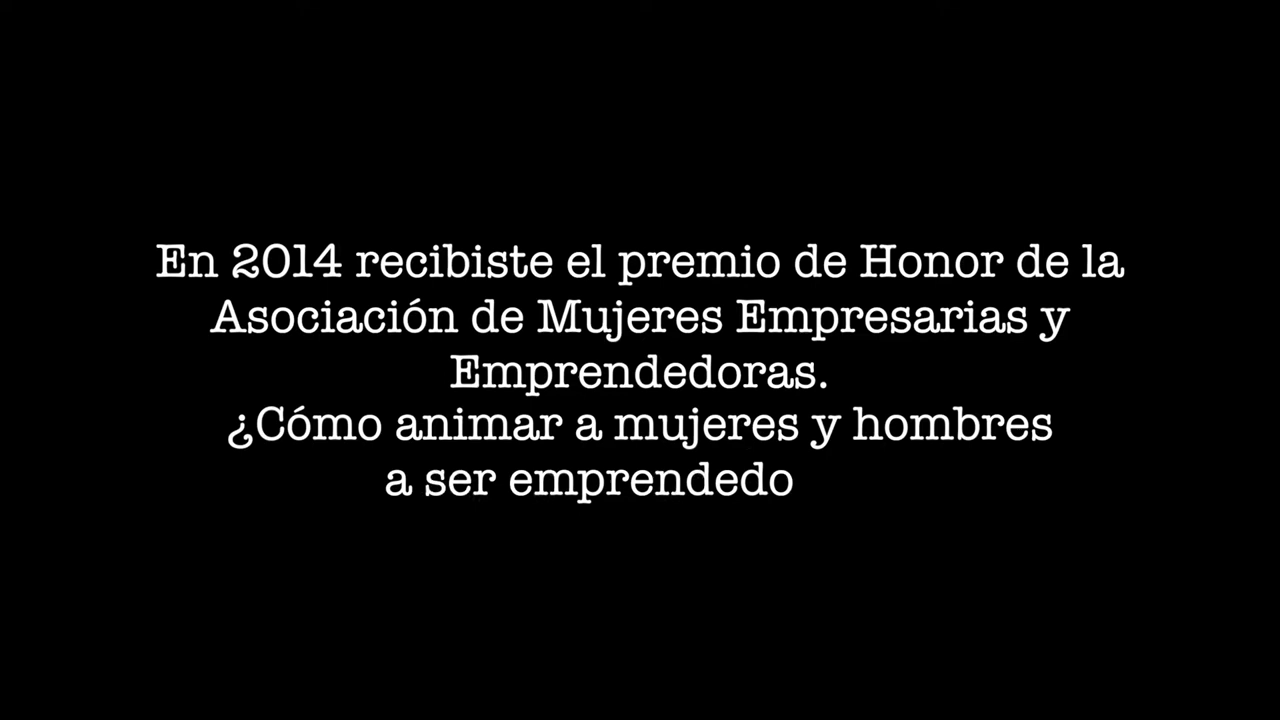 En 2014 recibiste el premio de Honor de la
Asociación de Mujeres Empresarias y
Emprendedoras.
¿Cómo animar a mujeres y hombres
a ser emprendedo